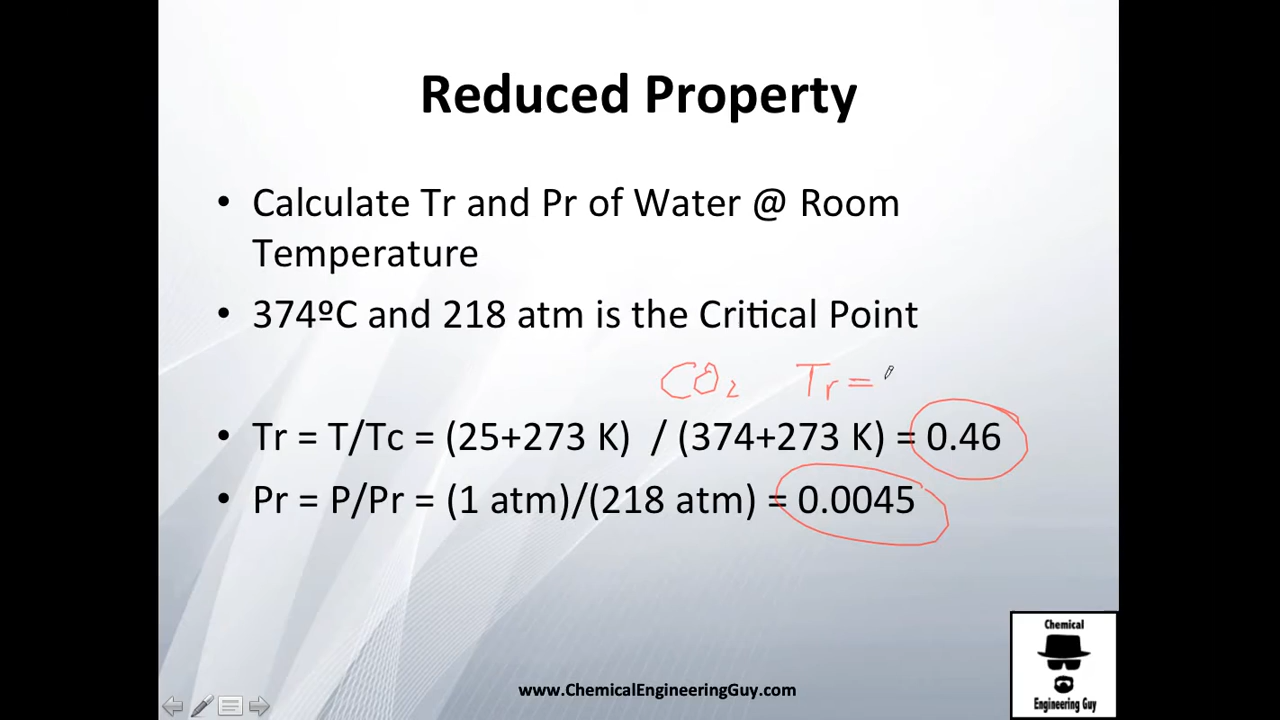 Reduced Property
• Calculate Tr and Pr of Water @ Room
Temperature
• 374ºC and 218 atm is the Critical Point
CO₂ Tr =
• Tr = T/Tc = (25+273 K) / (374+273 K) = 0.46
• Pr = P/Pr = (1 atm)/(218 atm) = 0.0045
Chemical
Engineering Guy
www.ChemicalEngineeringGuy.com